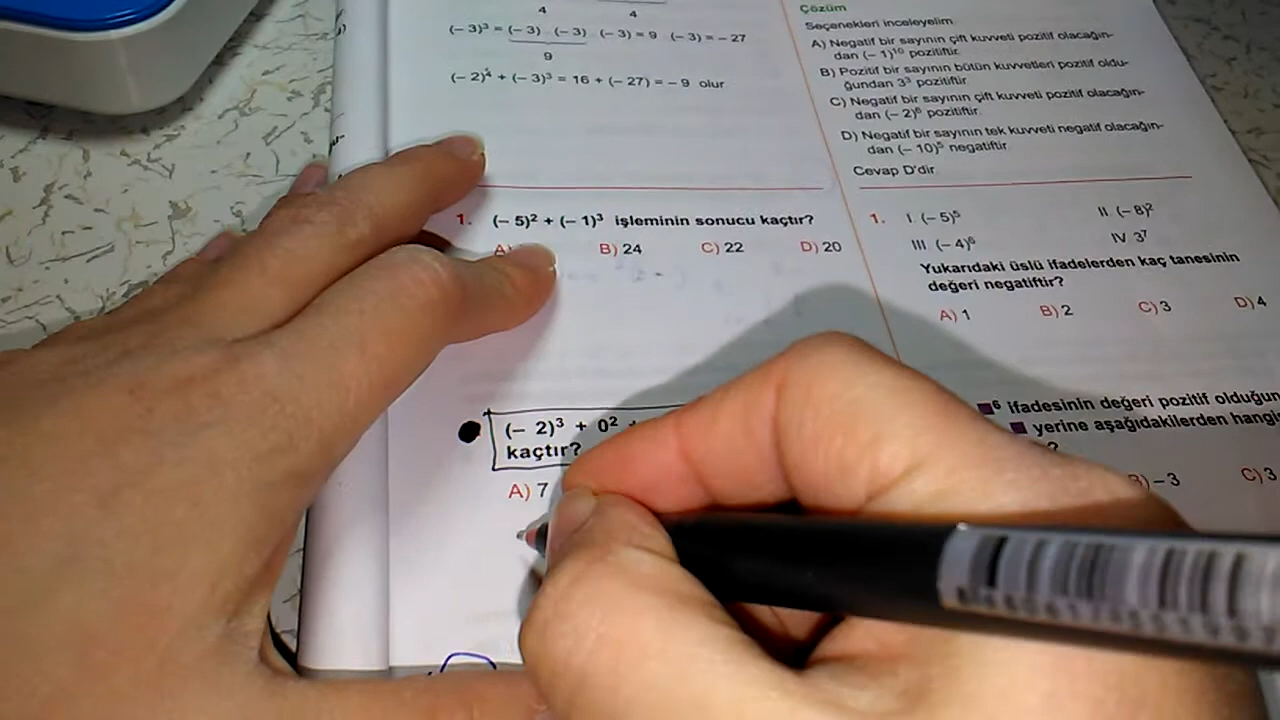 4
4
(– 3)³ = (– 3) (– 3) (– 3) = 9 (– 3) = – 27
9
(– 2)⁴ + (– 3)³ = 16 + (– 27) = – 9 olur
1. (– 5)² + (– 1)³ işleminin sonucu kaçtır?
A) B) 24 C) 22 D) 20
(– 2)³ + 0²
kaçtır?
A) 7
Çözüm
Seçenekleri inceleyelim
A) Negatif bir sayının çift kuvveti pozitif olacağın-
dan (– 1)¹⁰ pozitiftir.
B) Pozitif bir sayının bütün kuvvetleri pozitif oldu-
ğundan 3³ pozitiftir
C) Negatif bir sayının çift kuvveti pozitif olacağın-
dan (– 2)⁶ pozitiftir.
D) Negatif bir sayının tek kuvveti negatif olacağın-
dan (– 10)⁵ negatiftir
Cevap D'dir
1. I (– 5)⁵ II (– 8)²
III (– 4)⁶ IV 3⁷
Yukarıdaki üslü ifadelerden kaç tanesinin
değeri negatiftir?
A) 1 B) 2 C) 3 D) 4
■⁶ ifadesinin değeri pozitif olduğun
■ yerine aşağıdakilerden hangi
?
B) – 3 C) 3